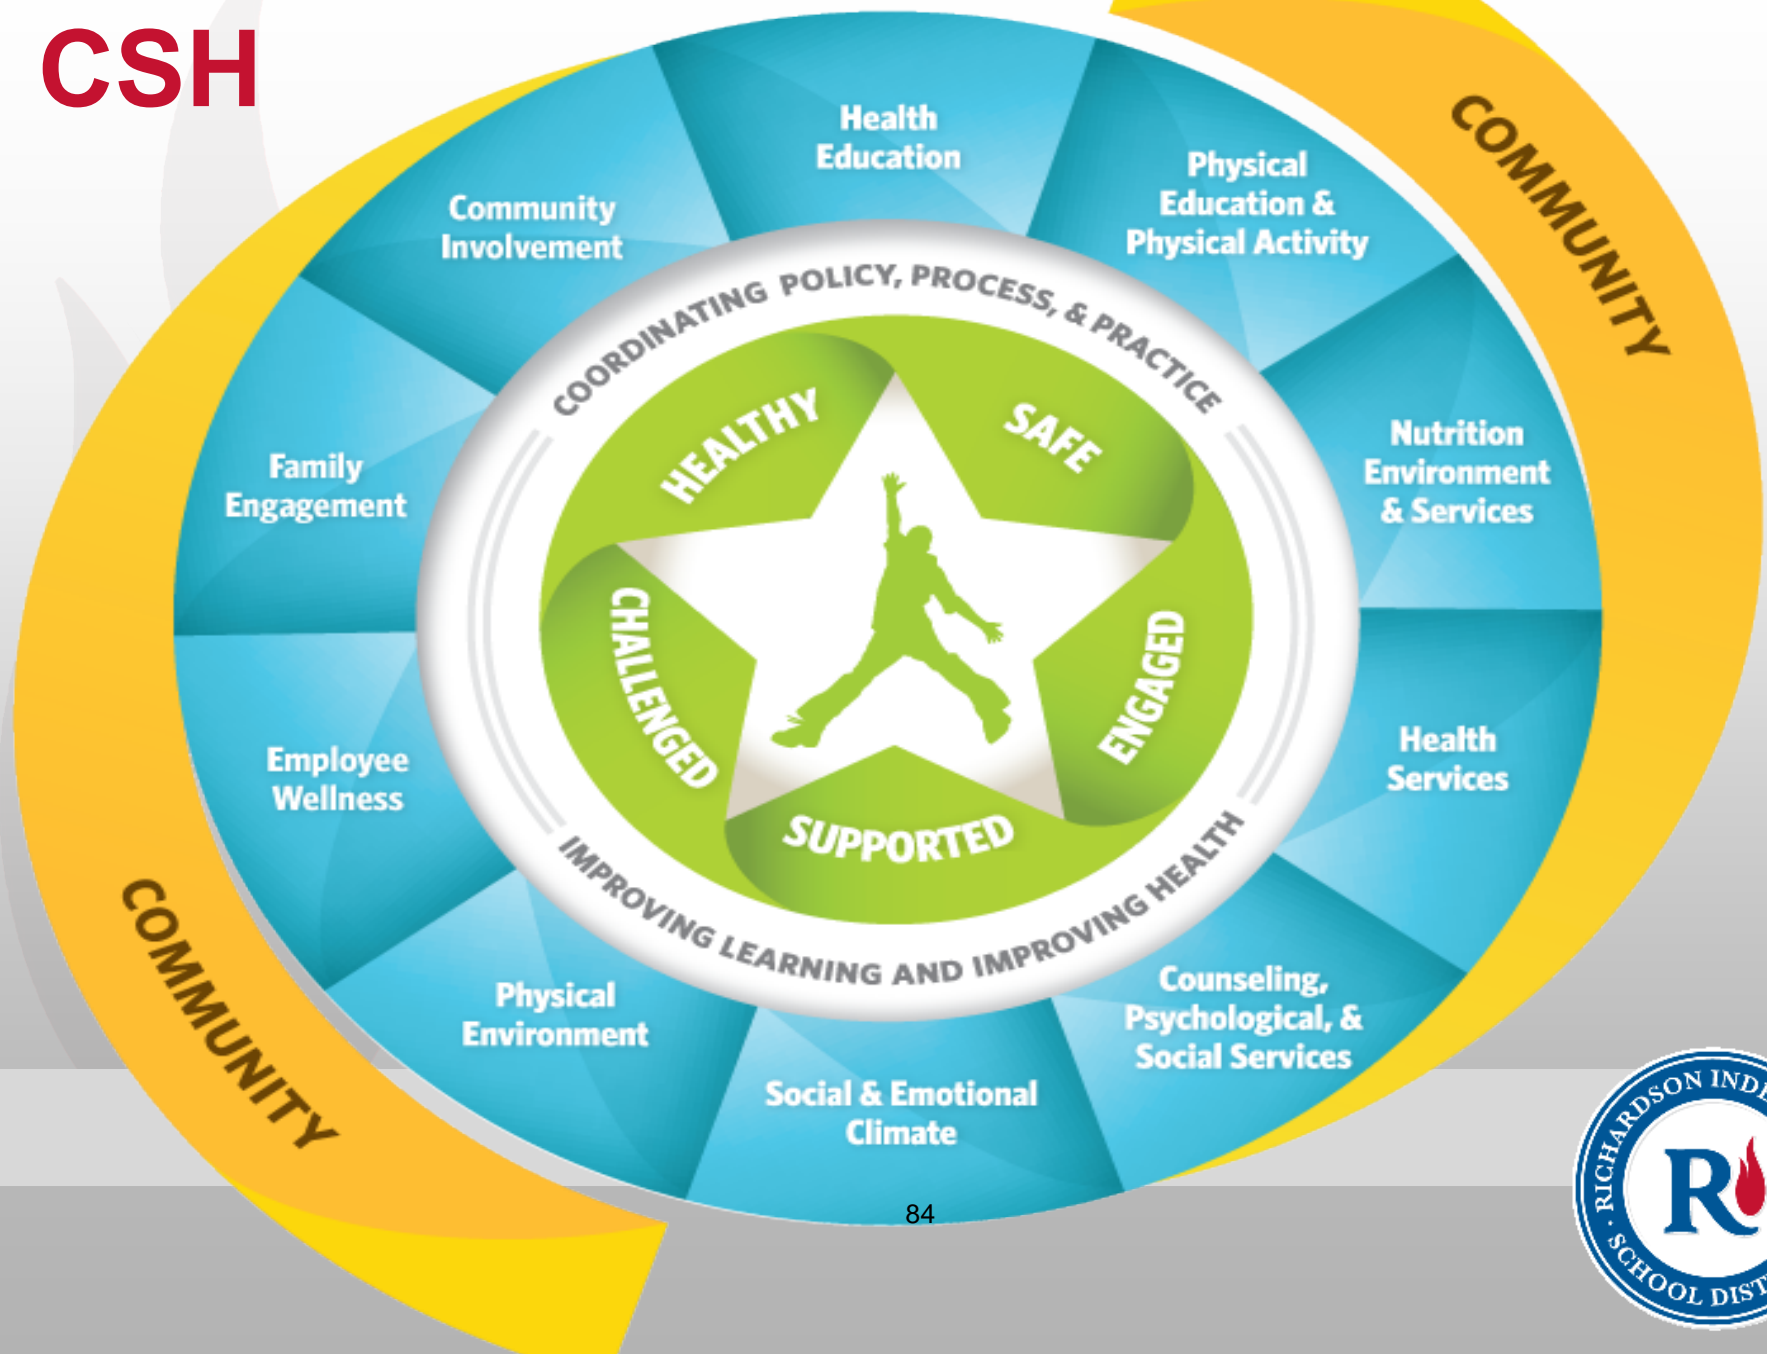 CSH
Health
Education
Physical
Education &
Physical Activity
Nutrition
Environment
& Services
Health
Services
Counseling,
Psychological, &
Social Services
Social & Emotional
Climate
Physical
Environment
Employee
Wellness
Family
Engagement
Community
Involvement
COMMUNITY
COMMUNITY
COORDINATING POLICY, PROCESS, & PRACTICE
IMPROVING LEARNING AND IMPROVING HEALTH
HEALTHY
SAFE
ENGAGED
SUPPORTED
CHALLENGED
84
RICHARDSON
SCHOOL
R